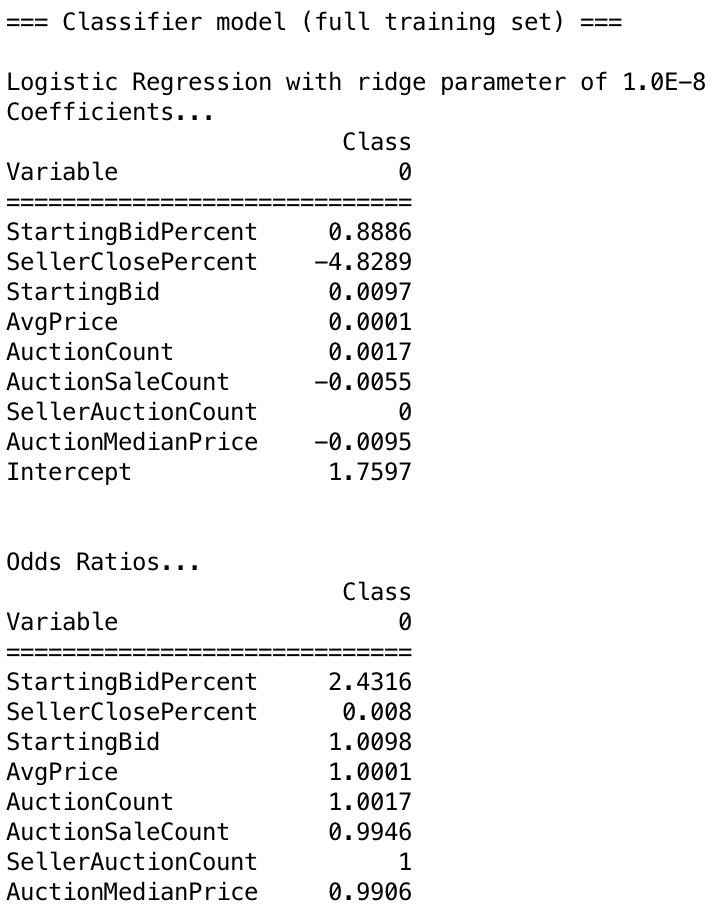 === Classifier model (full training set) ===
Logistic Regression with ridge parameter of 1.0E-8
Coefficients...
Class
Variable 0
=============================
StartingBidPercent 0.8886
SellerClosePercent -4.8289
StartingBid 0.0097
AvgPrice 0.0001
AuctionCount 0.0017
AuctionSaleCount -0.0055
SellerAuctionCount 0
AuctionMedianPrice -0.0095
Intercept 1.7597
Odds Ratios...
Class
Variable 0
=============================
StartingBidPercent 2.4316
SellerClosePercent 0.008
StartingBid 1.0098
AvgPrice 1.0001
AuctionCount 1.0017
AuctionSaleCount 0.9946
SellerAuctionCount 1
AuctionMedianPrice 0.9906